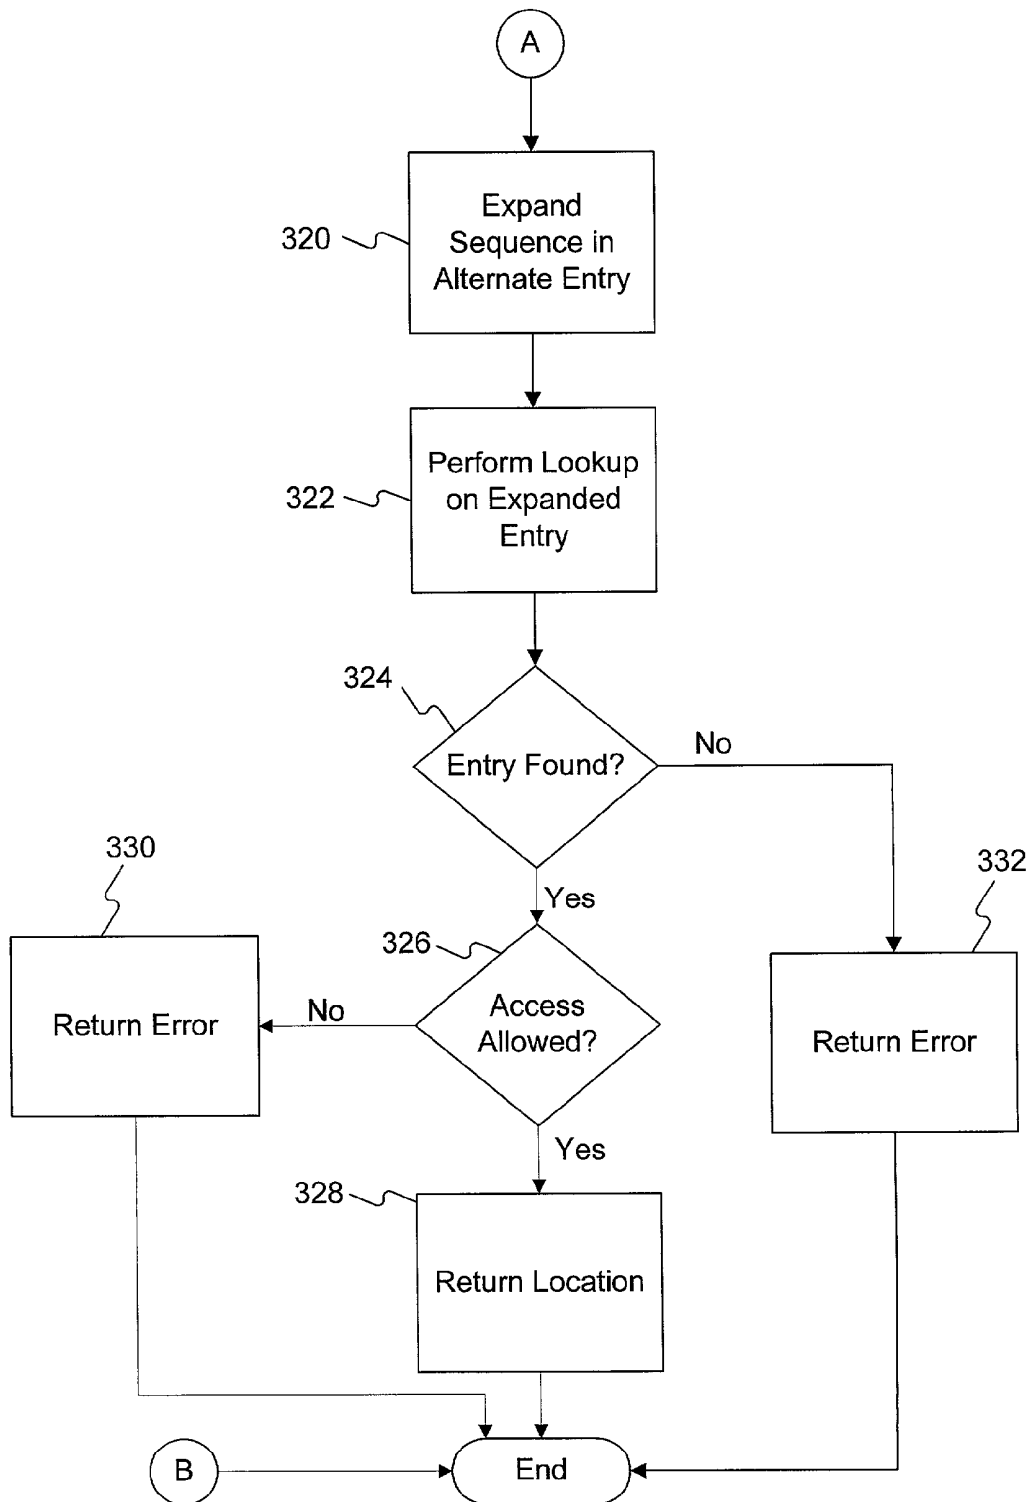 A
320
Expand
Sequence in
Alternate Entry
322
Perform Lookup
on Expanded
Entry
324
Entry Found?
No
Yes
330
332
326
Access
Allowed?
No
Return Error
Return Error
Yes
328
Return Location
B
End